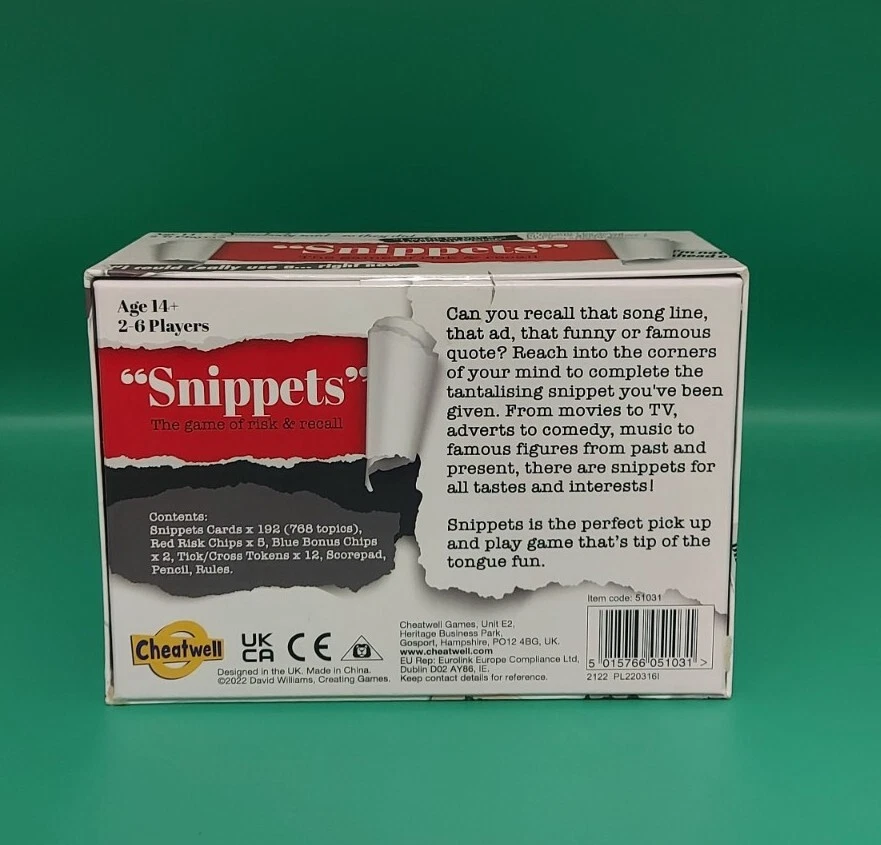 “Snippets”
I could really use a... right now
Age 14+
2-6 Players
“Snippets”
The game of risk & recall
Contents:
Snippets Cards x 192 (768 topics),
Red Risk Chips x 5, Blue Bonus Chips
x 2, Tick/Cross Tokens x 12, Scorepad,
Pencil, Rules.
Can you recall that song line,
that ad, that funny or famous
quote? Reach into the corners
of your mind to complete the
tantalising snippet you've been
given. From movies to TV,
adverts to comedy, music to
famous figures from past and
present, there are snippets for
all tastes and interests!
Snippets is the perfect pick up
and play game that's tip of the
tongue fun.
Cheatwell
UK
CA
CE
Designed in the UK. Made in China.
©2022 David Williams, Creating Games.
Cheatwell Games, Unit E2,
Heritage Business Park,
Gosport, Hampshire, PO12 4BG, UK.
www.cheatwell.com
EU Rep: Eurolink Europe Compliance Ltd,
Dublin D02 AY86, IE.
Keep contact details for reference.
Item code: 51031
5 015766 051031 >
2122 PL220316I